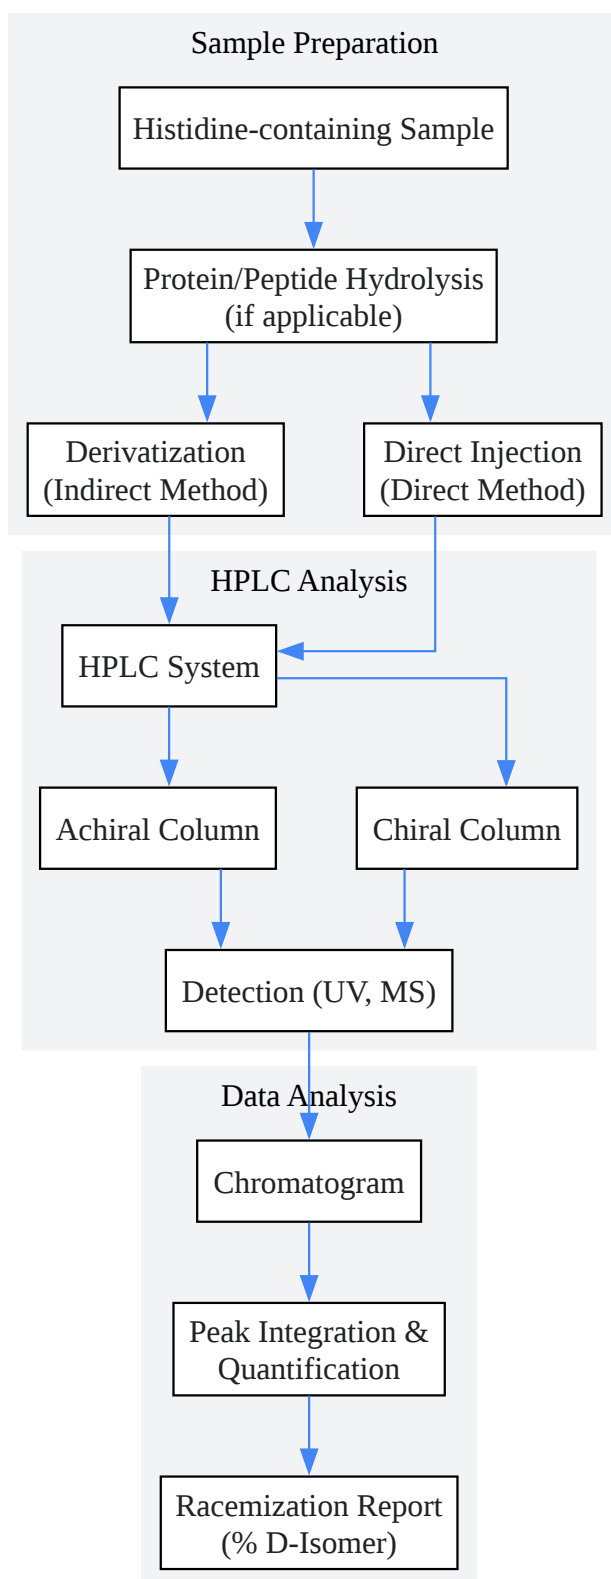 Sample Preparation
Histidine-containing Sample
Protein/Peptide Hydrolysis
(if applicable)
Derivatization
(Indirect Method)
Direct Injection
(Direct Method)
HPLC Analysis
HPLC System
Achiral Column
Chiral Column
Detection (UV, MS)
Data Analysis
Chromatogram
Peak Integration &
Quantification
Racemization Report
(% D-Isomer)